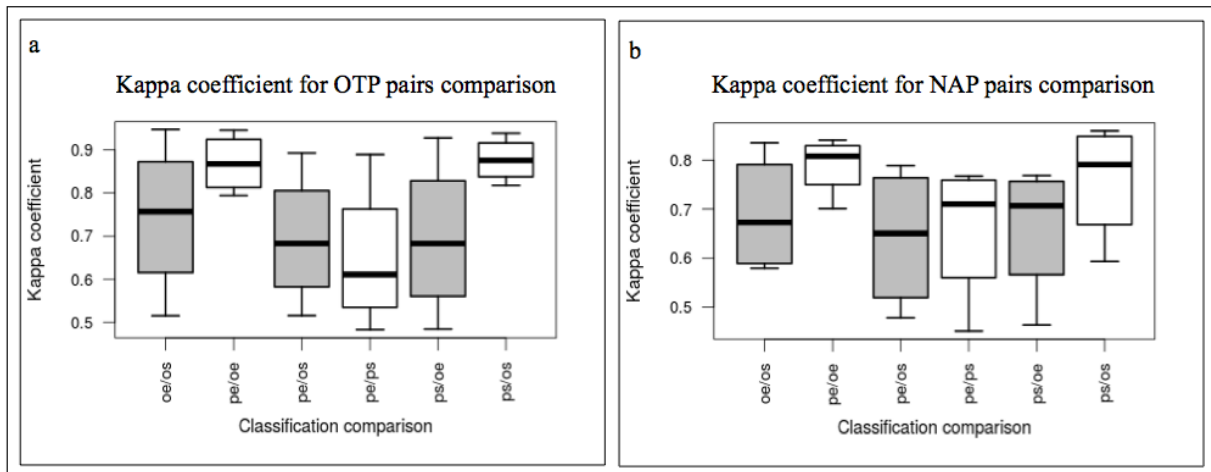 a
Kappa coefficient for OTP pairs comparison
Kappa coefficient
0.9
0.8
0.7
0.6
0.5
oe/os
pe/oe
pe/os
pe/ps
ps/oe
ps/os
Classification comparison
b
Kappa coefficient for NAP pairs comparison
Kappa coefficient
0.8
0.7
0.6
0.5
oe/os
pe/oe
pe/os
pe/ps
ps/oe
ps/os
Classification comparison